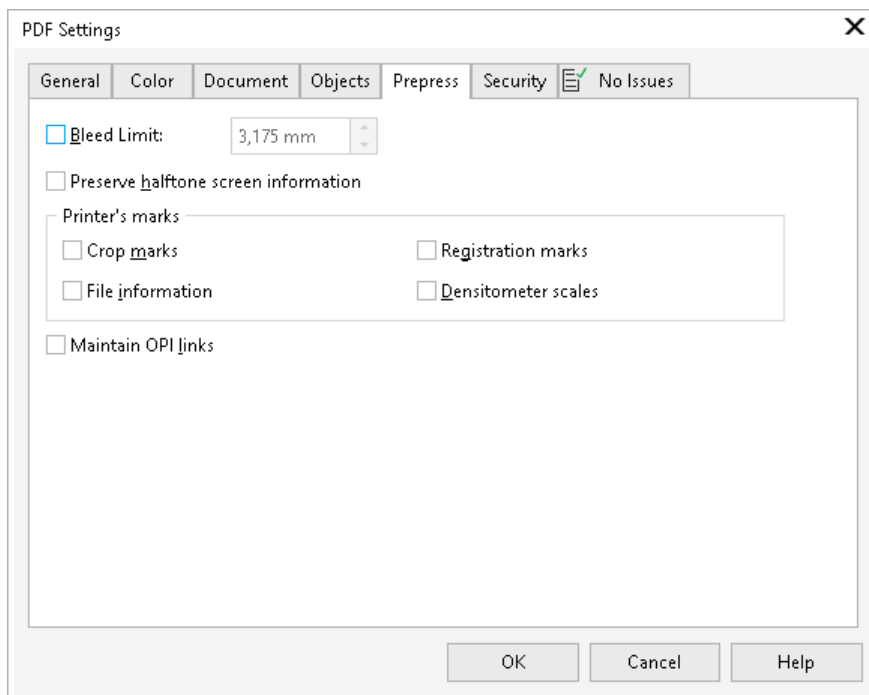 PDF Settings
General Color Document Objects Prepress Security No Issues
Bleed Limit: 3,175 mm
Preserve halftone screen information
Printer's marks
Crop marks Registration marks
File information Densitometer scales
Maintain OPI links
OK Cancel Help